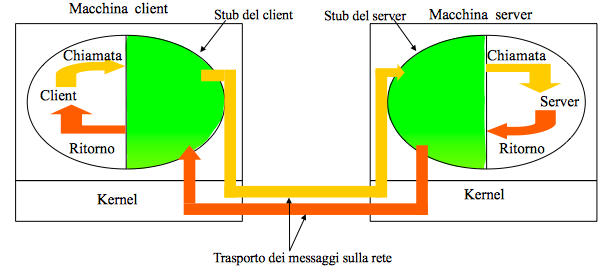 Macchina client
Stub del client
Stub del server
Macchina server
Chiamata
Client
Ritorno
Chiamata
Server
Ritorno
Kernel
Kernel
Trasporto dei messaggi sulla rete